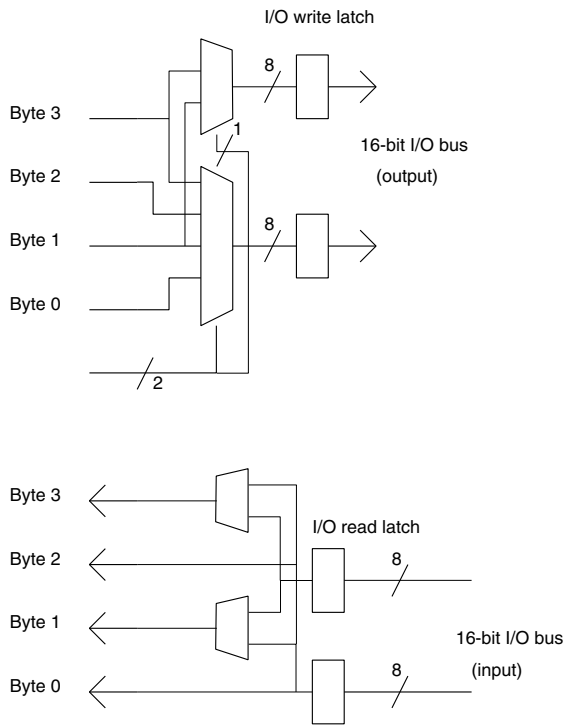 I/O write latch
8
Byte 3
1
16-bit I/O bus
(output)
Byte 2
8
Byte 1
Byte 0
2
Byte 3
I/O read latch
Byte 2
8
Byte 1
16-bit I/O bus
(input)
8
Byte 0